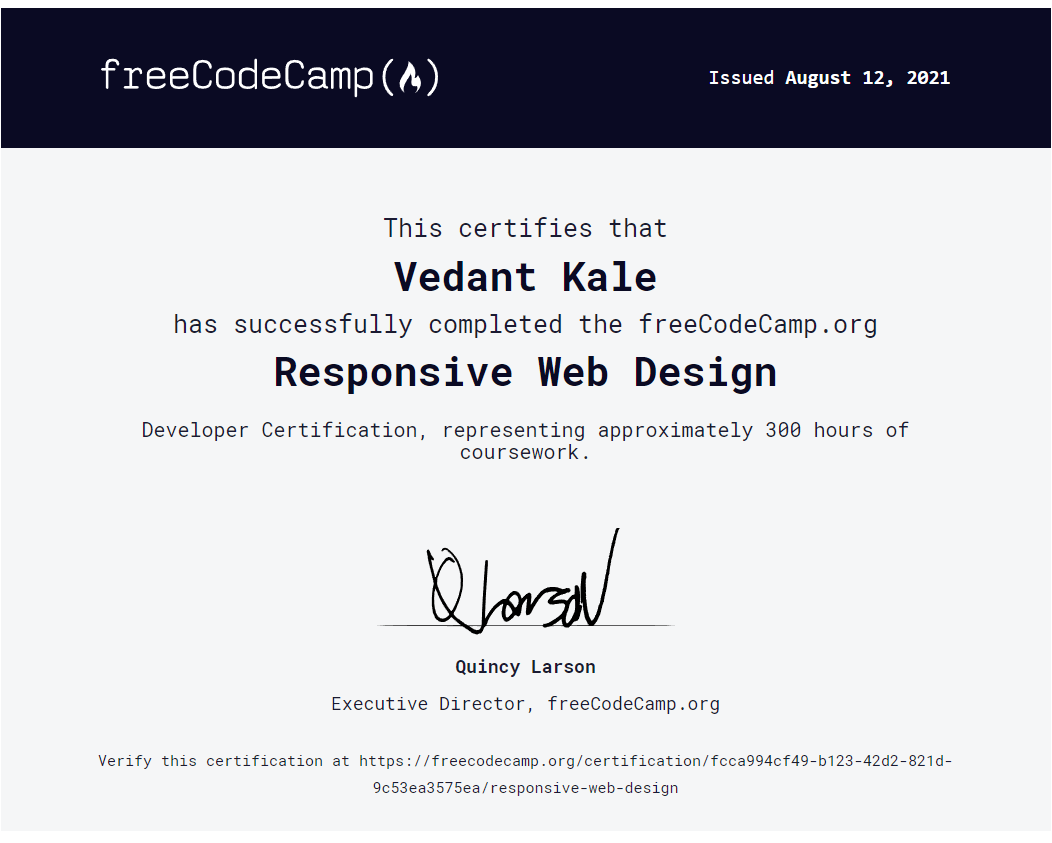 freeCodeCamp(🔥)
Issued August 12, 2021
This certifies that
Vedant Kale
has successfully completed the freeCodeCamp.org
Responsive Web Design
Developer Certification, representing approximately 300 hours of
coursework.
Q Larson
Quincy Larson
Executive Director, freeCodeCamp.org
Verify this certification at https://freecodecamp.org/certification/fcca994cf49-b123-42d2-821d-
9c53ea3575ea/responsive-web-design